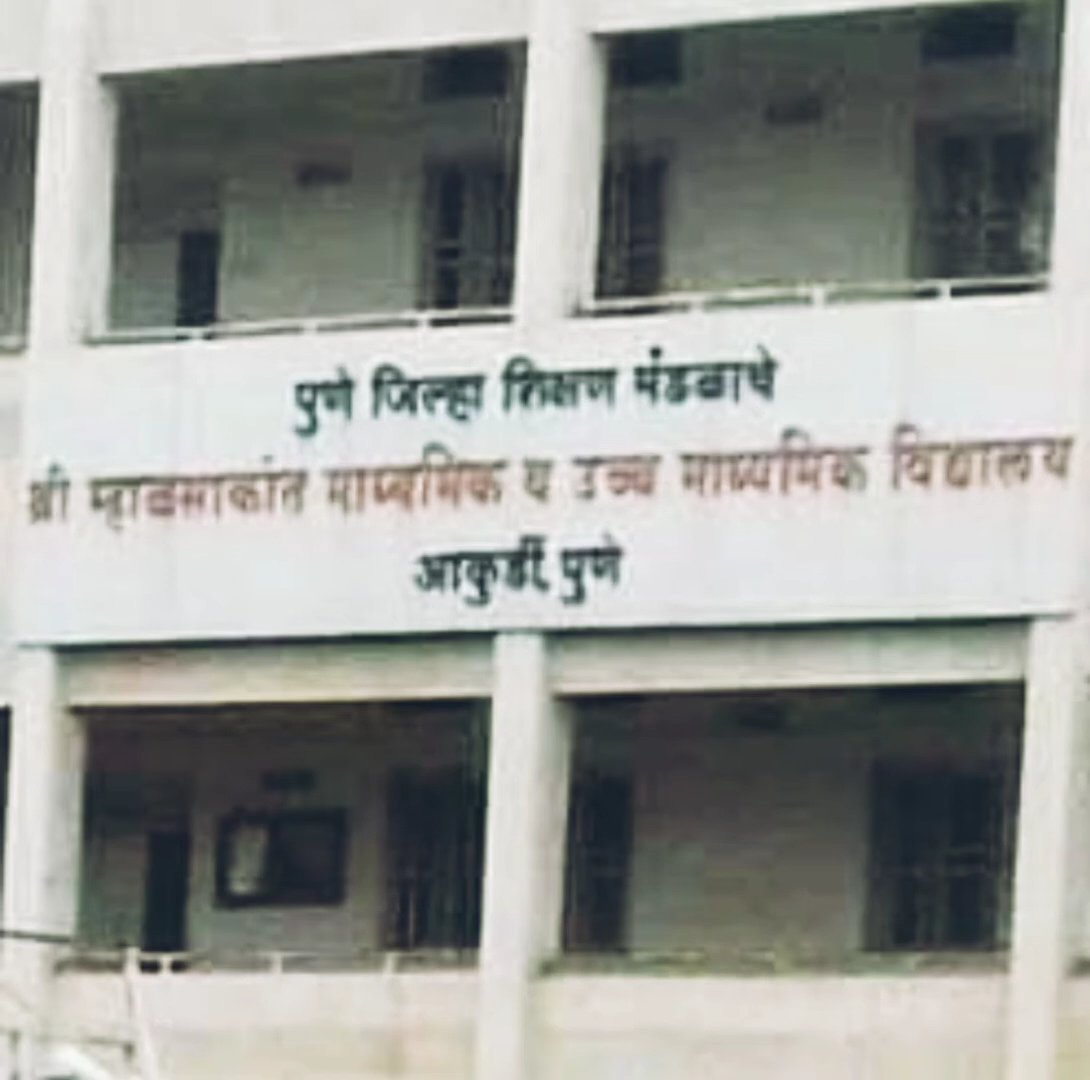 पुणे जिल्हा शिक्षण मंडळाचे
श्री म्हाळसाकांत माध्यमिक व उच्च माध्यमिक विद्यालय
आकुर्डी, पुणे